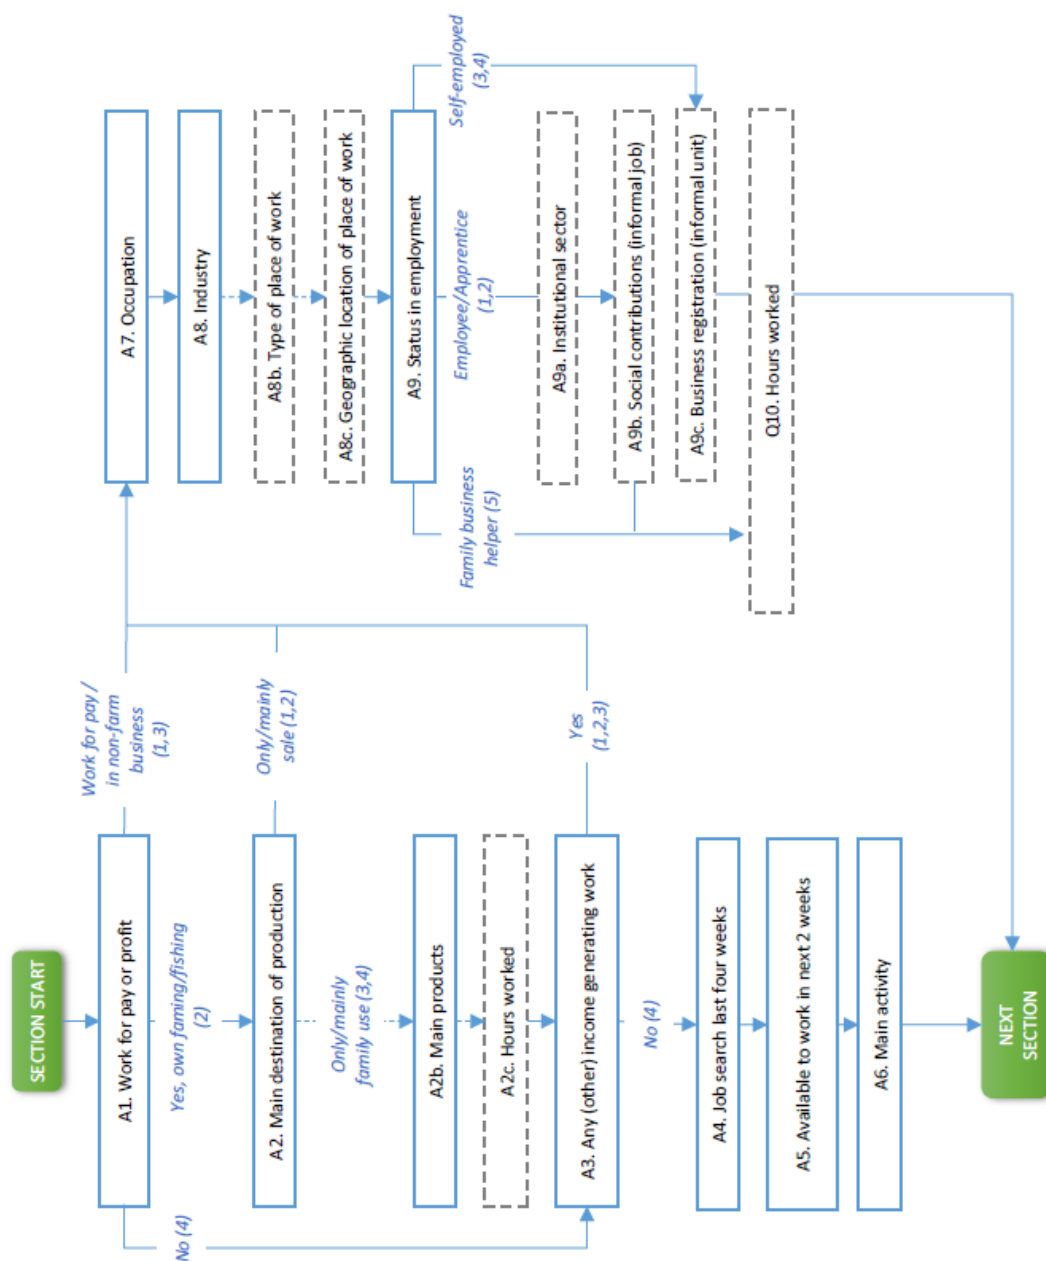 SECTION START
A1. Work for pay or profit
No (4)
Yes, own faming/fishing
(2)
Work for pay /
in non-farm
business
(1,3)
A2. Main destination of production
Only/mainly
sale (1,2)
Only/mainly
family use (3,4)
A2b. Main products
A2c. Hours worked
A3. Any (other) income generating work
Yes
(1,2,3)
No (4)
A4. Job search last four weeks
A5. Available to work in next 2 weeks
A6. Main activity
NEXT
SECTION
A7. Occupation
A8. Industry
A8b. Type of place of work
A8c. Geographic location of place of work
A9. Status in employment
Family business
helper (5)
Employee/Apprentice
(1,2)
Self-employed
(3,4)
A9a. Institutional sector
A9b. Social contributions (informal job)
A9c. Business registration (informal unit)
Q10. Hours worked